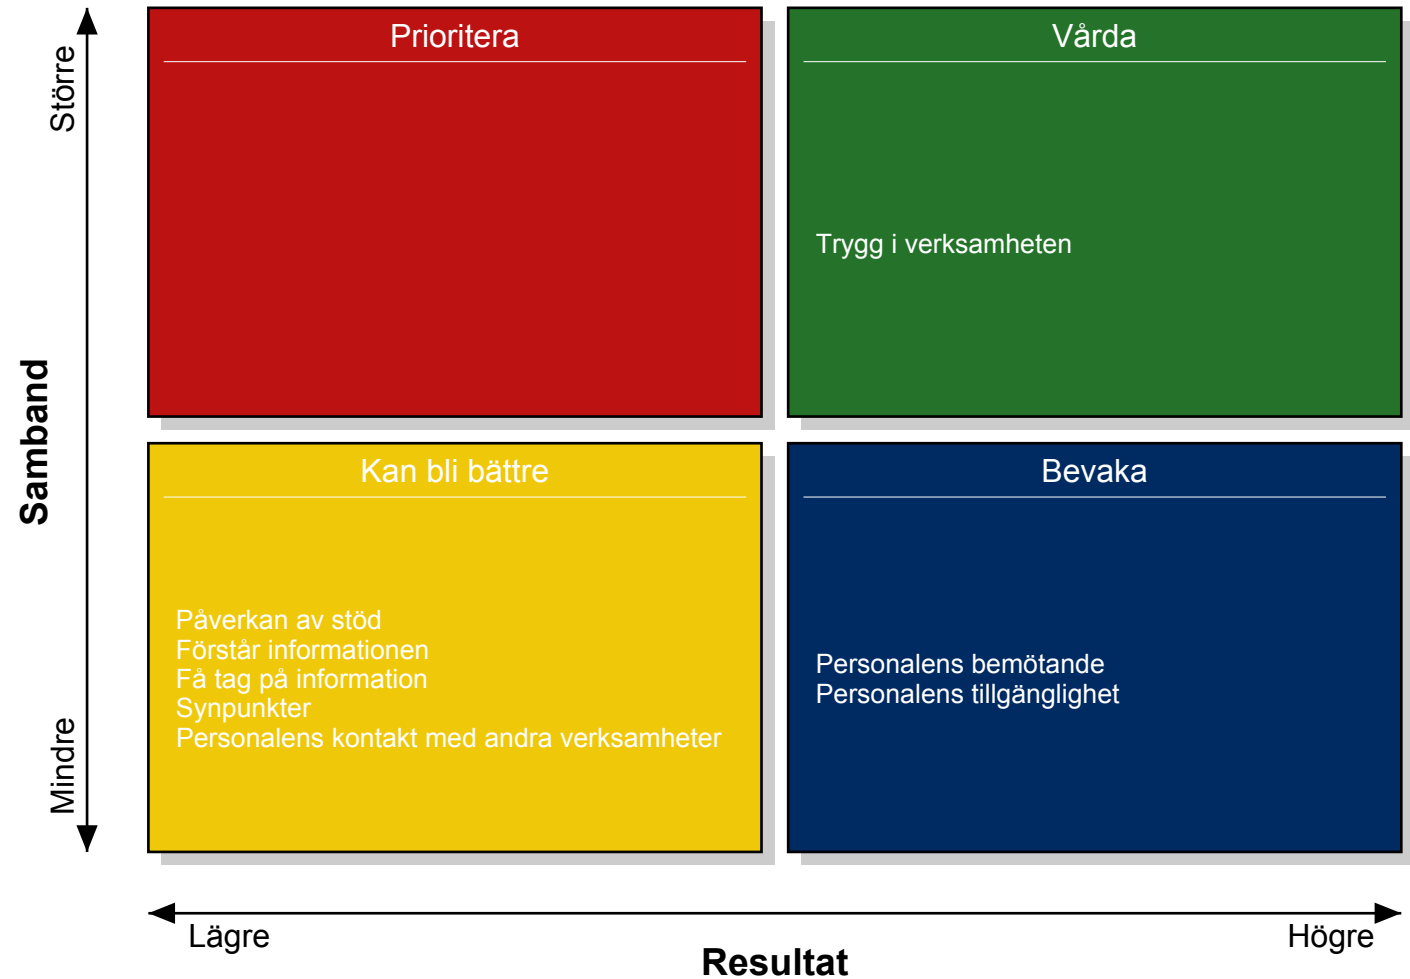 Större
Samband
Mindre
Prioritera
Vårda
Trygg i verksamheten
Kan bli bättre
Påverkan av stöd
Förstår informationen
Få tag på information
Synpunkter
Personalens kontakt med andra verksamheter
Bevaka
Personalens bemötande
Personalens tillgänglighet
Lägre
Resultat
Högre